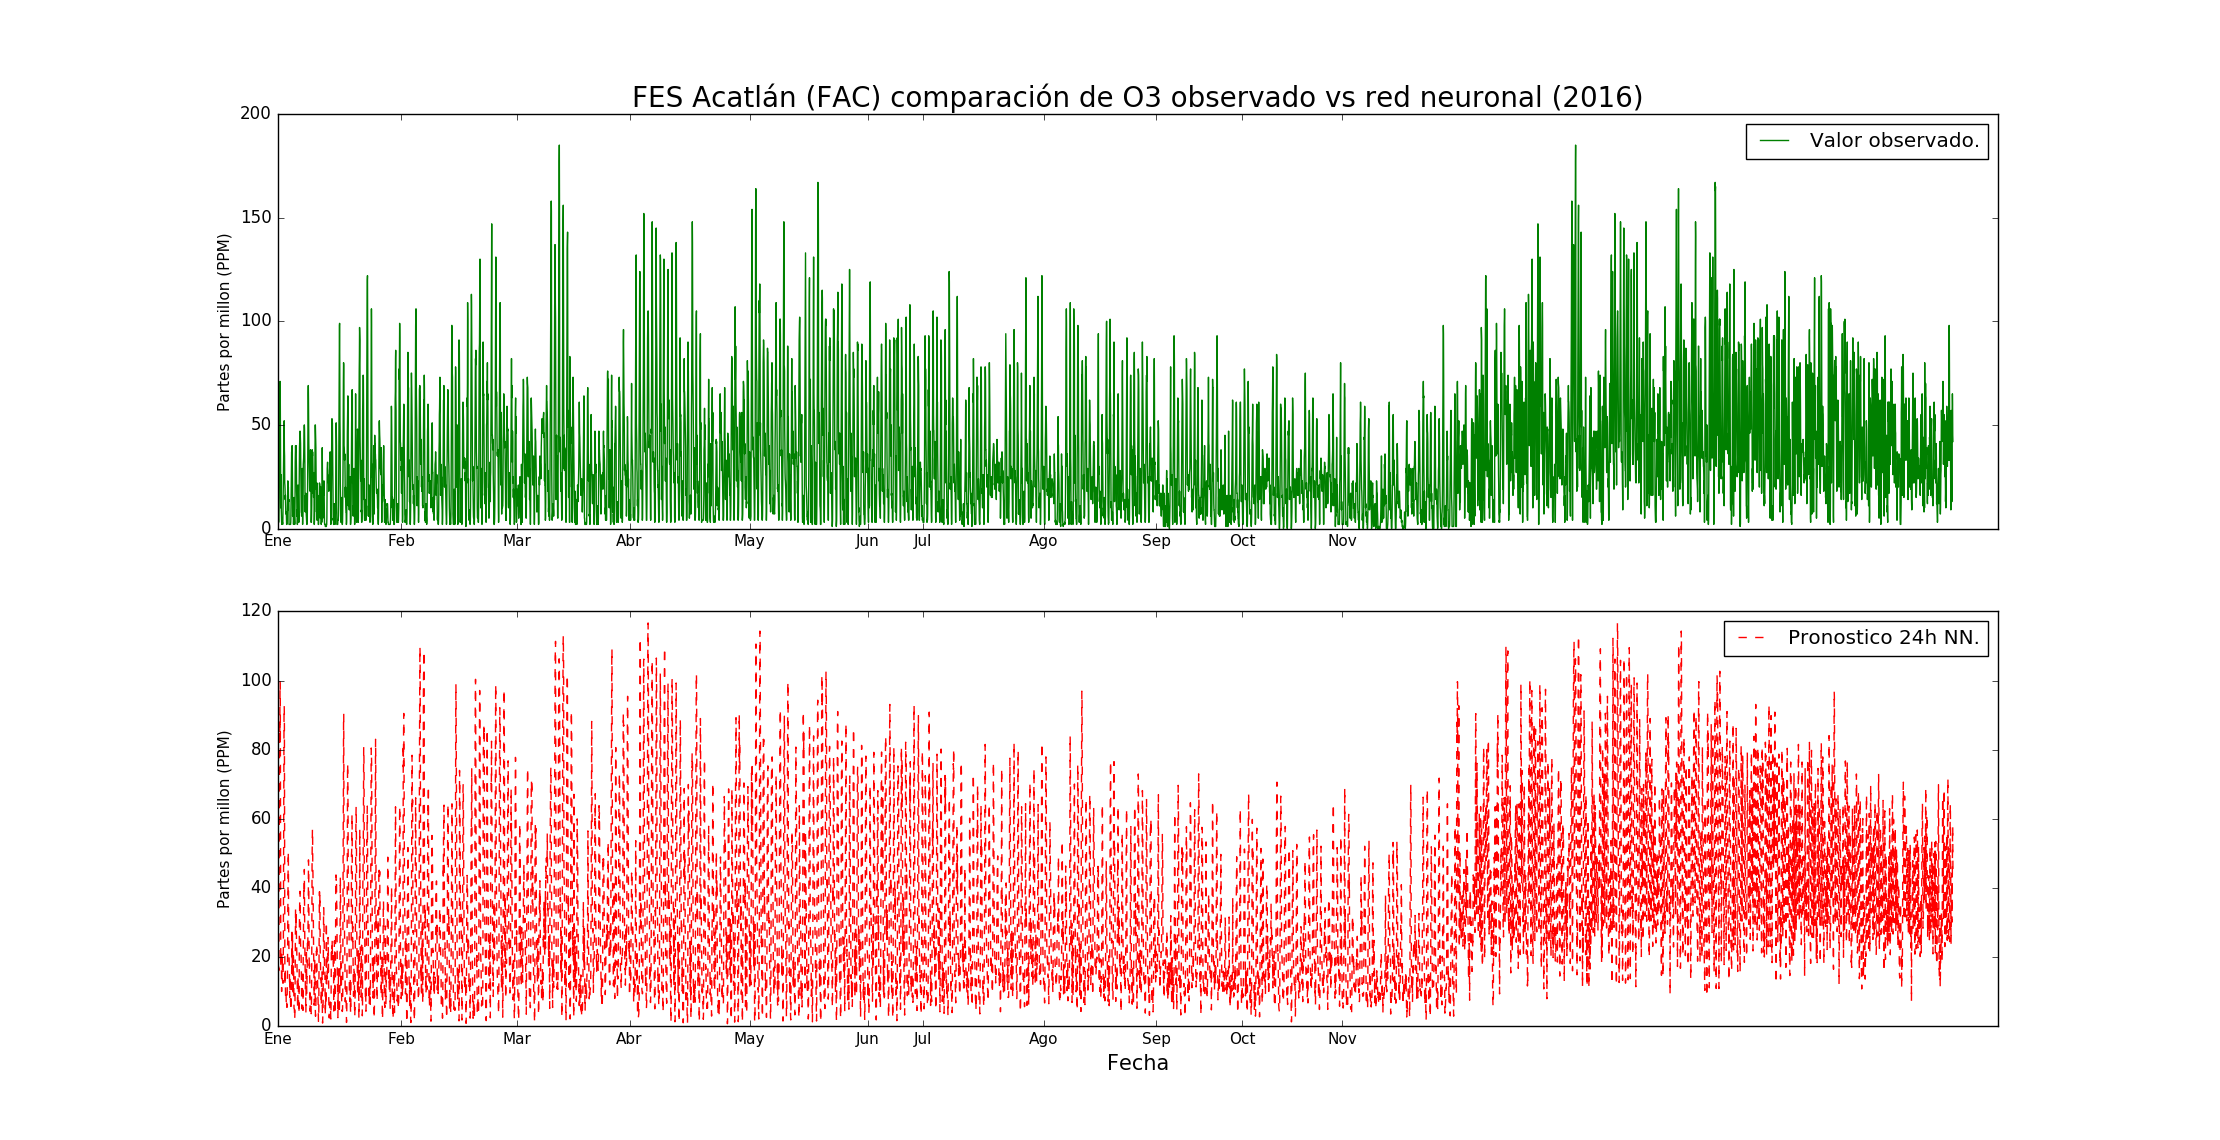 FES Acatlán (FAC) comparación de O3 observado vs red neuronal (2016)
Partes por millon (PPM)
200
150
100
50
0
Valor observado.
Ene Feb Mar Abr May Jun Jul Ago Sep Oct Nov
Partes por millon (PPM)
120
100
80
60
40
20
0
Pronostico 24h NN.
Ene Feb Mar Abr May Jun Jul Ago Sep Oct Nov
Fecha